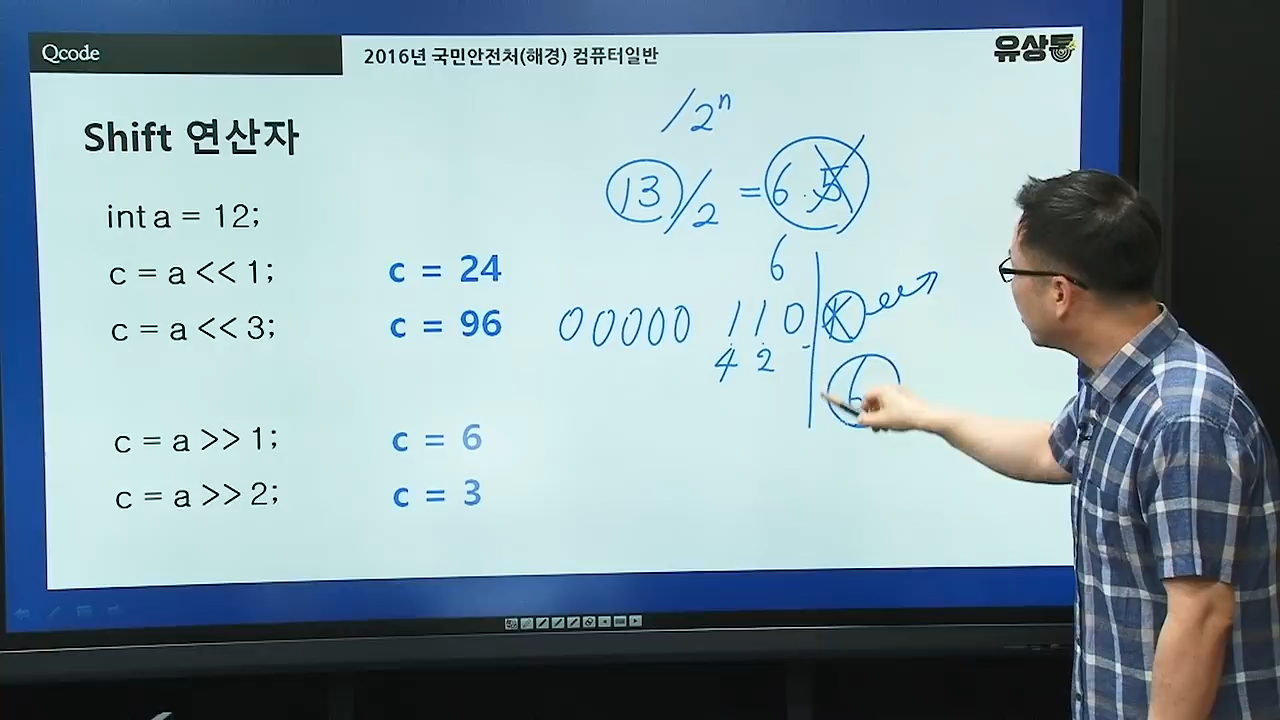 Qcode
2016년 국민안전처(해경) 컴퓨터일반
유상통
Shift 연산자
/2ⁿ
13/2 = 6.5
int a = 12;
6
c = a << 1; c = 24
c = a << 3; c = 96
00000 110
4 2
6
c = a >> 1; c = 6
c = a >> 2; c = 3